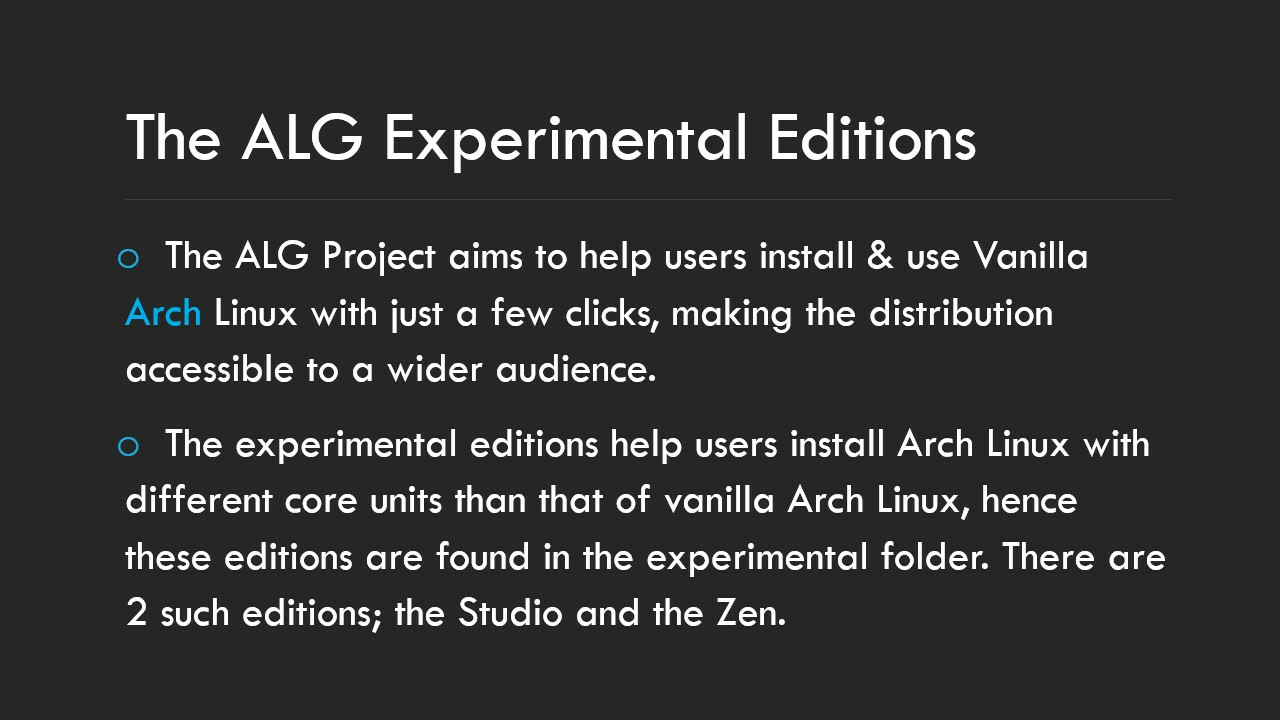 The ALG Experimental Editions
The ALG Project aims to help users install & use Vanilla
Arch Linux with just a few clicks, making the distribution
accessible to a wider audience.
The experimental editions help users install Arch Linux with
different core units than that of vanilla Arch Linux, hence
these editions are found in the experimental folder. There are
2 such editions; the Studio and the Zen.